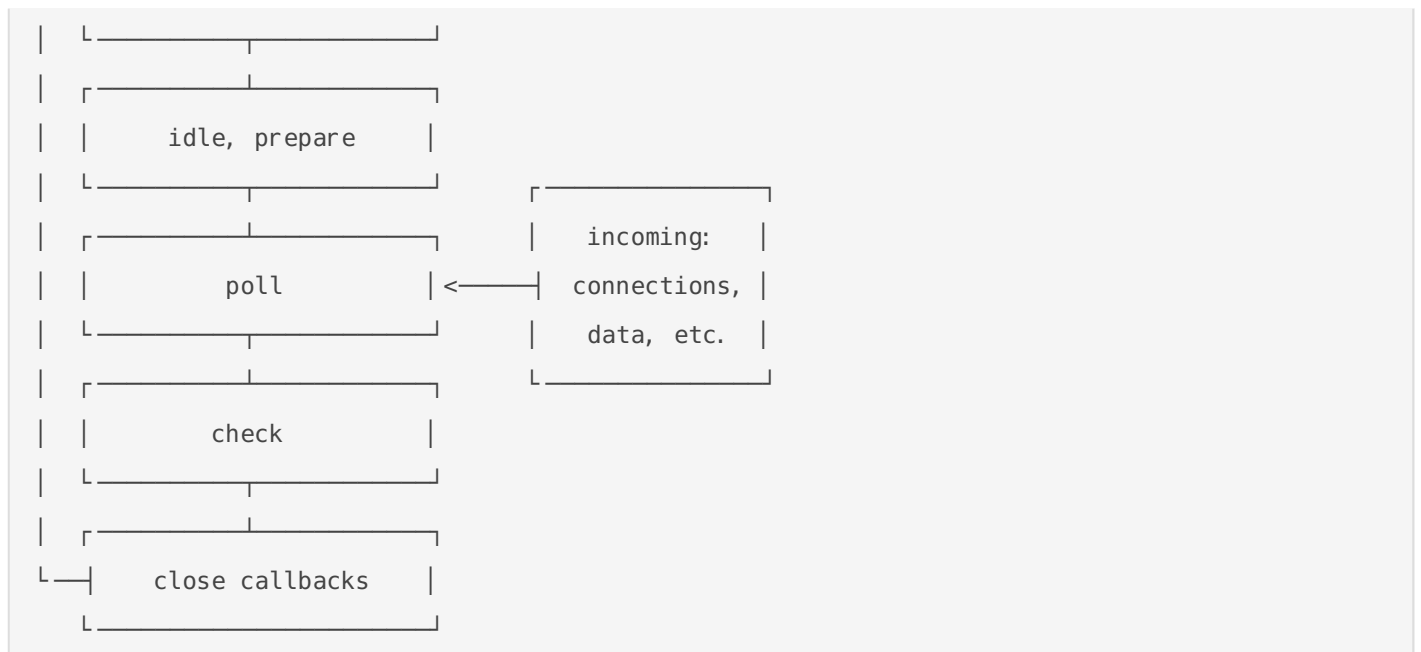 idle, prepare
incoming:
poll
connections,
data, etc.
check
close callbacks